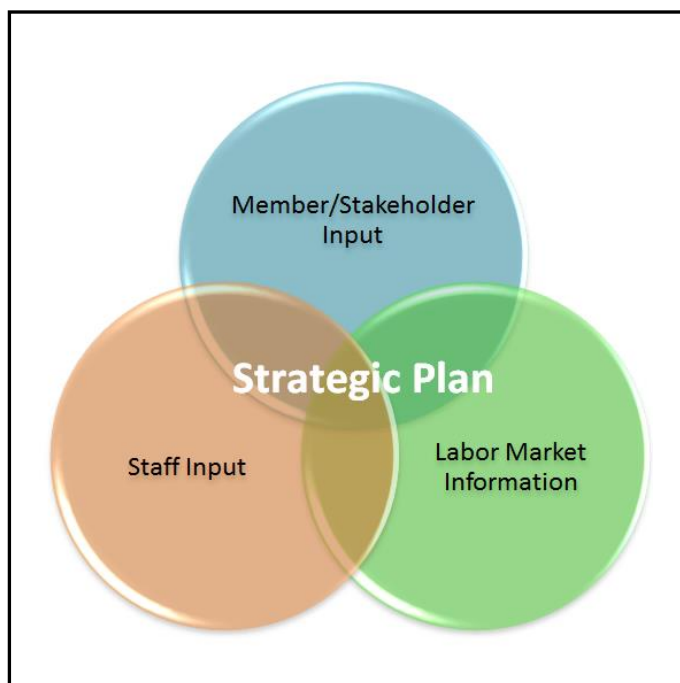 Member/Stakeholder
Input
Strategic Plan
Staff Input
Labor Market
Information